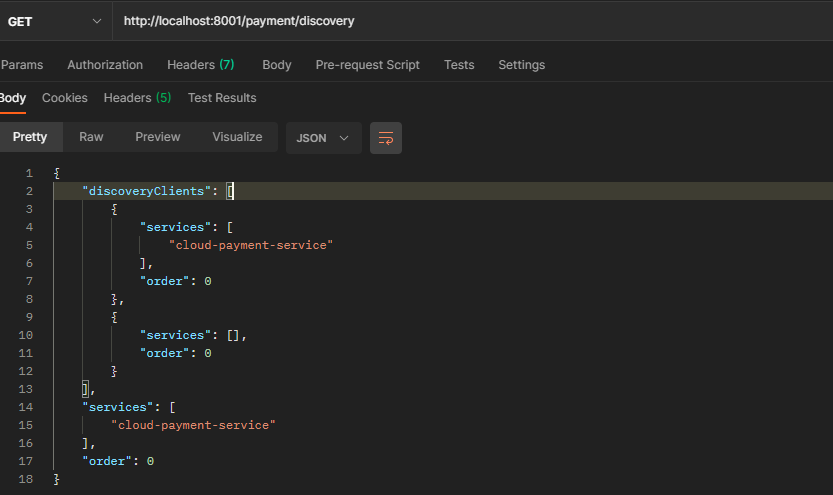 GET http://localhost:8001/payment/discovery
Params Authorization Headers (7) Body Pre-request Script Tests Settings
Body Cookies Headers (5) Test Results
Pretty Raw Preview Visualize JSON
1 {
2 "discoveryClients": [
3 {
4 "services": [
5 "cloud-payment-service"
6 ],
7 "order": 0
8 },
9 {
10 "services": [],
11 "order": 0
12 }
13 ],
14 "services": [
15 "cloud-payment-service"
16 ],
17 "order": 0
18 }